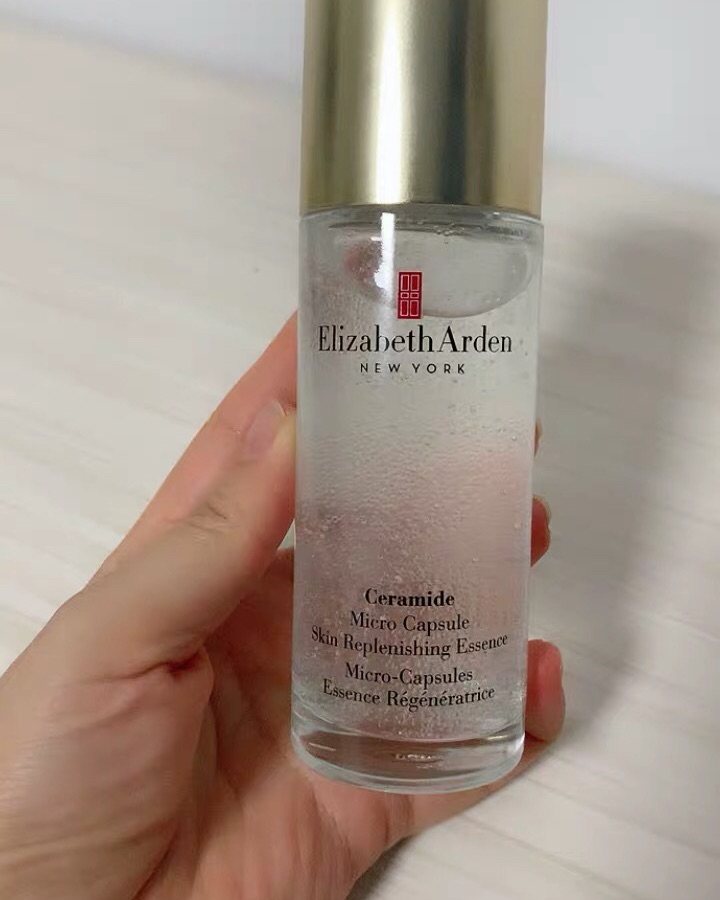 Elizabeth Arden
NEW YORK
Ceramide
Micro Capsule
Skin Replenishing Essence
Micro-Capsules
Essence Régénératrice